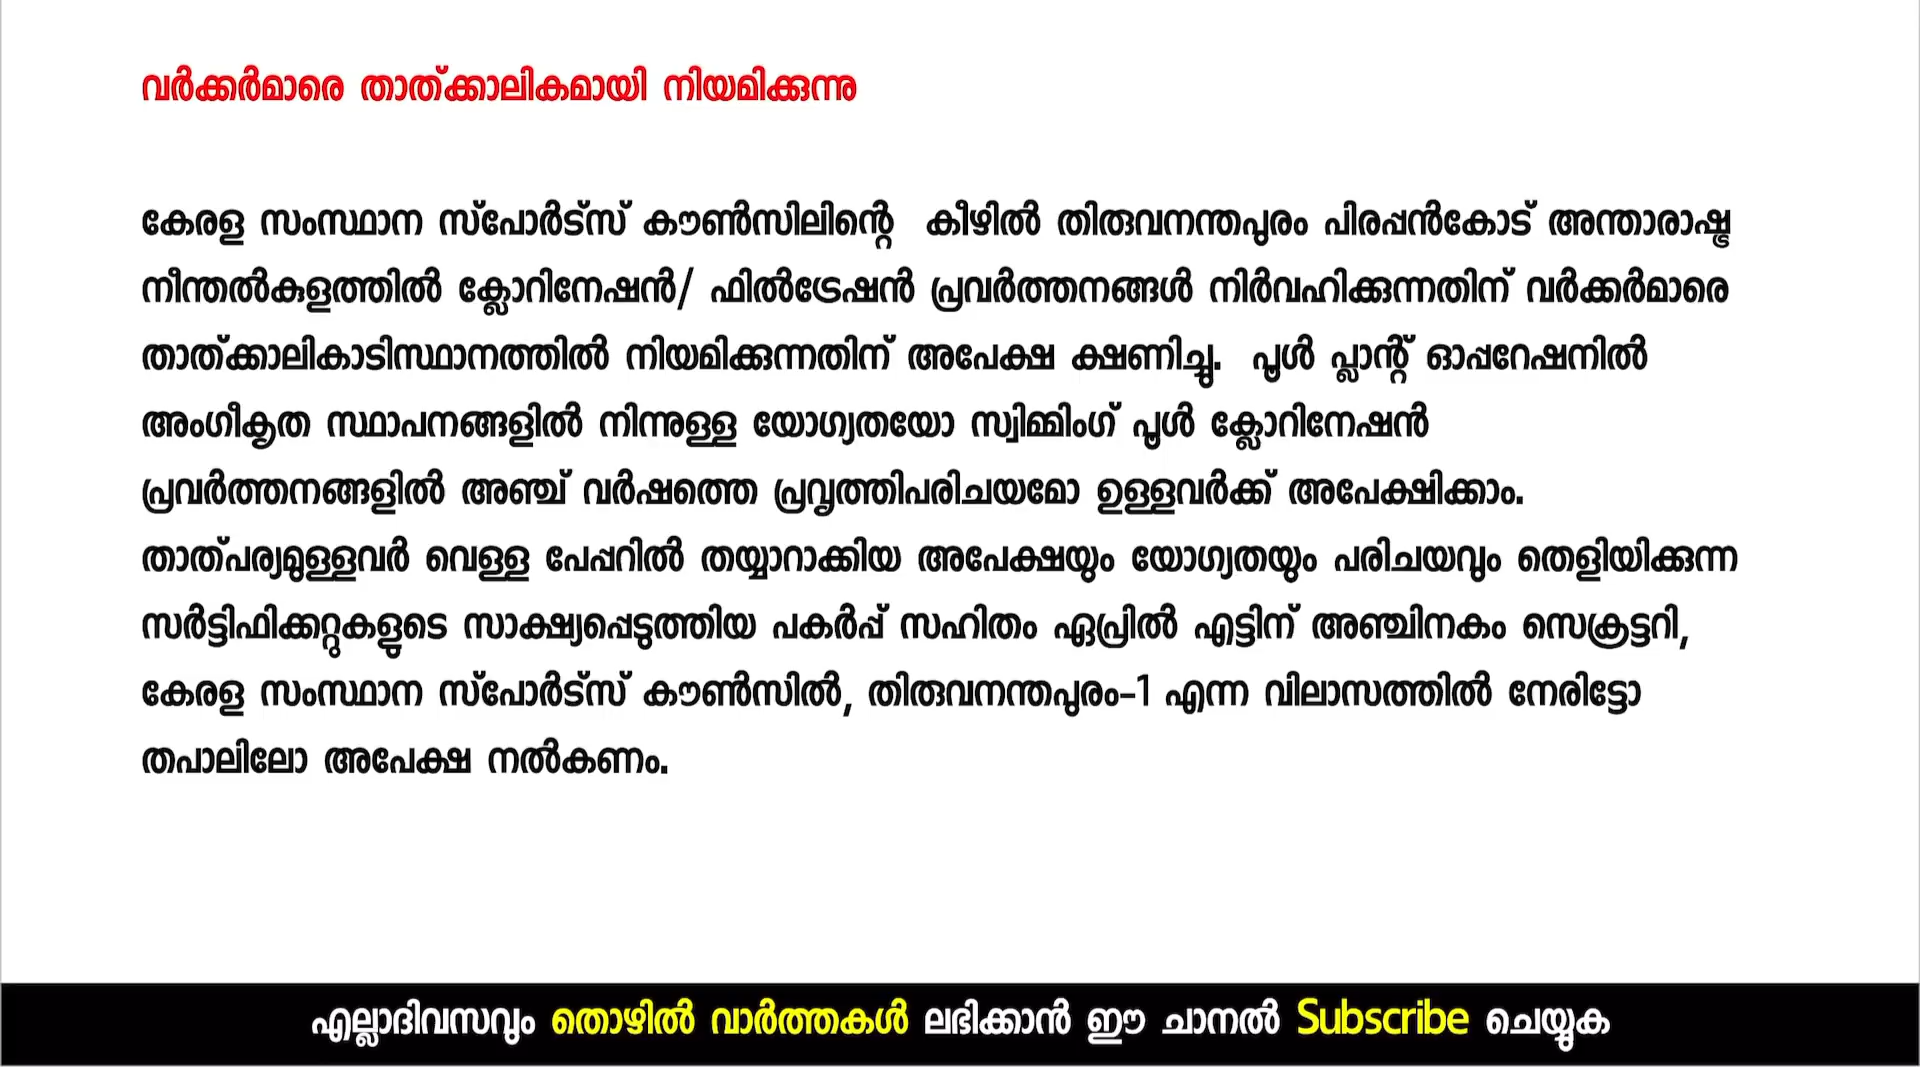 വർക്കർമാരെ താത്ക്കാലികമായി നിയമിക്കുന്നു
കേരള സംസ്ഥാന സ്പോർട്സ് കൗൺസിലിന്റെ കീഴിൽ തിരുവനന്തപുരം പിരപ്പൻകോട് അന്താരാഷ്ട്ര
നീന്തൽകുളത്തിൽ ക്ലോറിനേഷൻ/ ഫിൽട്രേഷൻ പ്രവർത്തനങ്ങൾ നിർവഹിക്കുന്നതിന് വർക്കർമാരെ
താത്ക്കാലികാടിസ്ഥാനത്തിൽ നിയമിക്കുന്നതിന് അപേക്ഷ ക്ഷണിച്ചു. പൂൾ പ്ലാന്റ് ഓപ്പറേഷനിൽ
അംഗീകൃത സ്ഥാപനങ്ങളിൽ നിന്നുള്ള യോഗ്യതയോ സ്വിമ്മിംഗ് പൂൾ ക്ലോറിനേഷൻ
പ്രവർത്തനങ്ങളിൽ അഞ്ച് വർഷത്തെ പ്രവൃത്തിപരിചയമോ ഉള്ളവർക്ക് അപേക്ഷിക്കാം.
താത്പര്യമുള്ളവർ വെള്ള പേപ്പറിൽ തയ്യാറാക്കിയ അപേക്ഷയും യോഗ്യതയും പരിചയവും തെളിയിക്കുന്ന
സർട്ടിഫിക്കറ്റുകളുടെ സാക്ഷ്യപ്പെടുത്തിയ പകർപ്പ് സഹിതം ഏപ്രിൽ എട്ടിന് അഞ്ചിനകം സെക്രട്ടറി,
കേരള സംസ്ഥാന സ്പോർട്സ് കൗൺസിൽ, തിരുവനന്തപുരം-1 എന്ന വിലാസത്തിൽ നേരിട്ടോ
തപാലിലോ അപേക്ഷ നൽകണം.
എല്ലാദിവസവും തൊഴിൽ വാർത്തകൾ ലഭിക്കാൻ ഈ ചാനൽ Subscribe ചെയ്യുക